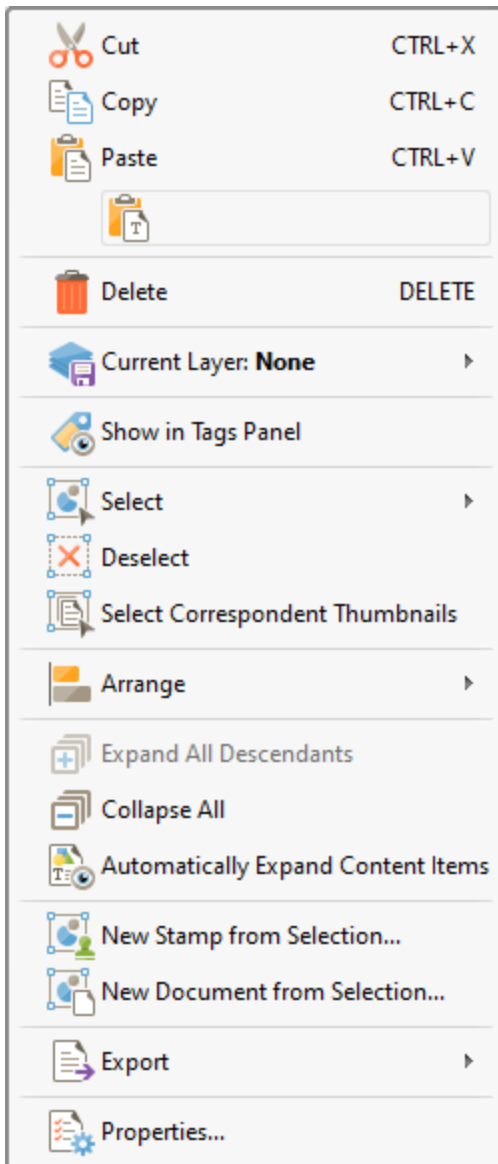 Cut CTRL+X
Copy CTRL+C
Paste CTRL+V
T
Delete DELETE
Current Layer: None
Show in Tags Panel
Select
Deselect
Select Correspondent Thumbnails
Arrange
Expand All Descendants
Collapse All
Automatically Expand Content Items
New Stamp from Selection...
New Document from Selection...
Export
Properties...